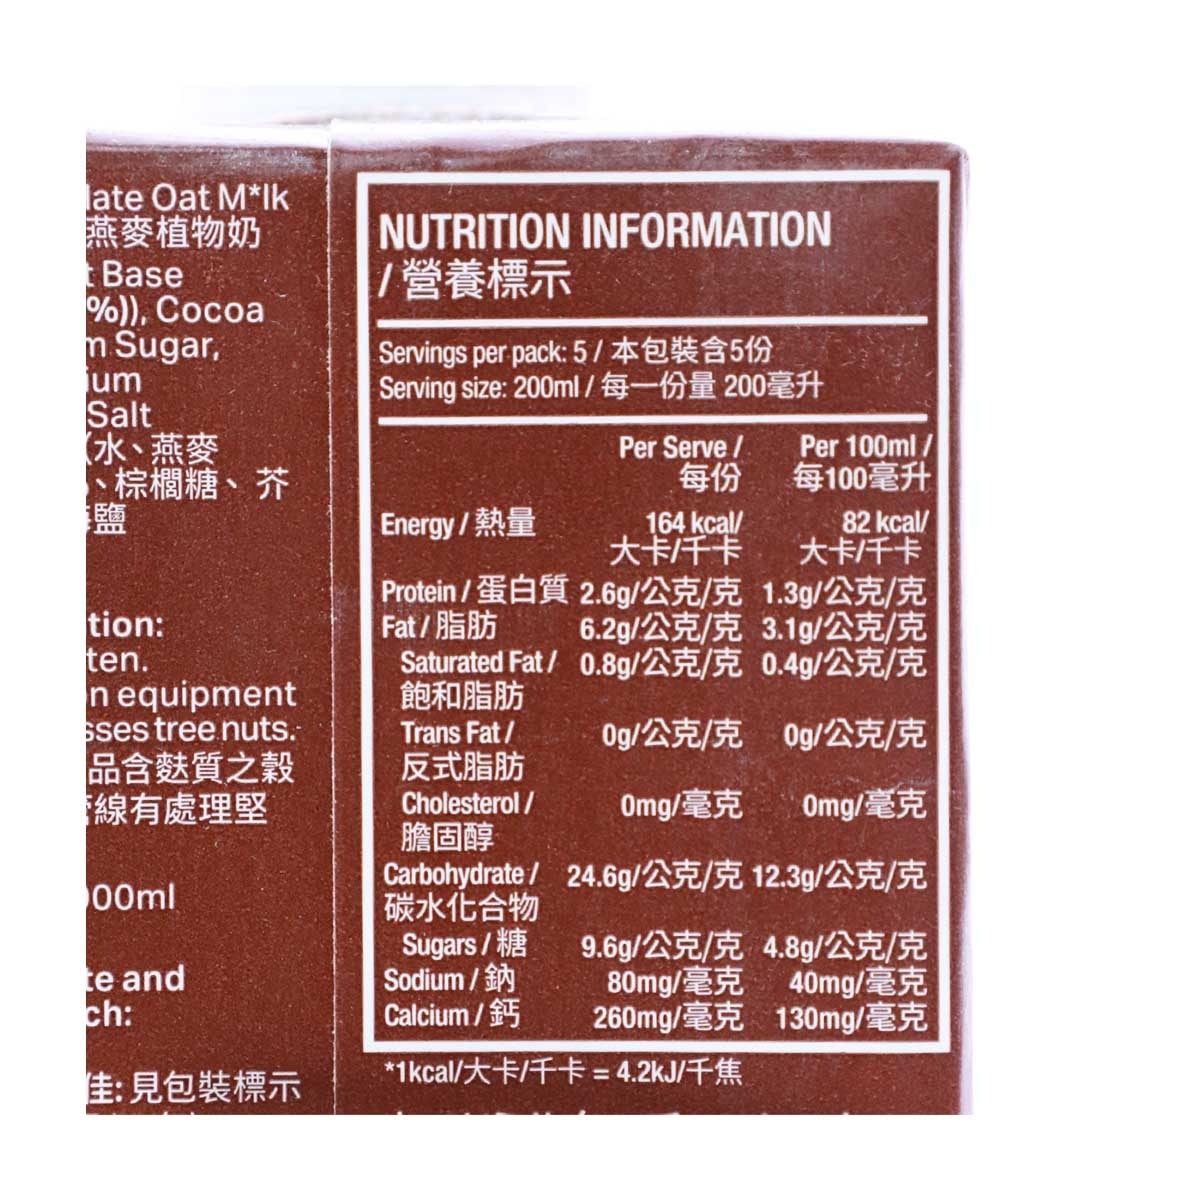 late Oat M*lk
燕麥植物奶
t Base
%)), Cocoa
m Sugar,
ium
Salt
（水、燕麥
、棕櫚糖、芥
鹽
tion:
ten.
n equipment
sses tree nuts.
品含麩質之穀
線有處理堅
000ml
te and
ch:
佳: 見包裝標示
NUTRITION INFORMATION
/ 營養標示
Servings per pack: 5 / 本包裝含5份
Serving size: 200ml / 每一份量 200毫升
Per Serve / Per 100ml /
每份 每100毫升
Energy / 熱量 164 kcal/ 82 kcal/
大卡/千卡 大卡/千卡
Protein / 蛋白質 2.6g/公克/克 1.3g/公克/克
Fat / 脂肪 6.2g/公克/克 3.1g/公克/克
Saturated Fat / 0.8g/公克/克 0.4g/公克/克
飽和脂肪
Trans Fat / 0g/公克/克 0g/公克/克
反式脂肪
Cholesterol / 0mg/毫克 0mg/毫克
膽固醇
Carbohydrate / 24.6g/公克/克 12.3g/公克/克
碳水化合物
Sugars / 糖 9.6g/公克/克 4.8g/公克/克
Sodium / 鈉 80mg/毫克 40mg/毫克
Calcium / 鈣 260mg/毫克 130mg/毫克
*1kcal/大卡/千卡 = 4.2kJ/千焦